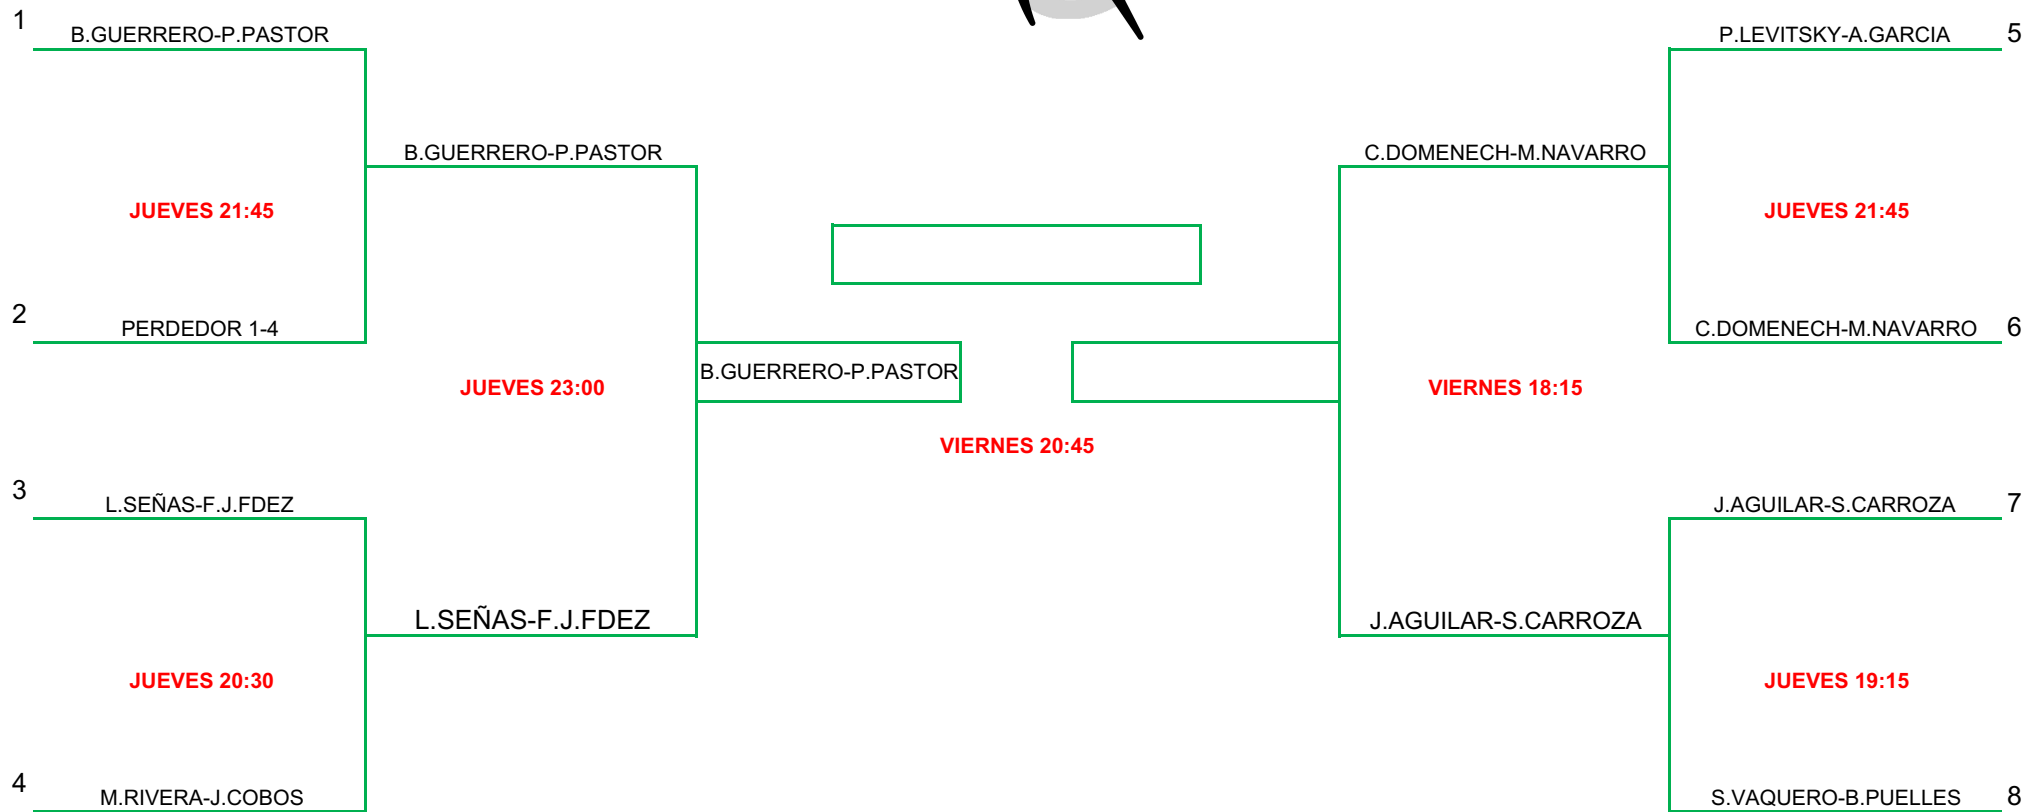 1
B.GUERRERO-P.PASTOR
P.LEVITSKY-A.GARCIA
5
B.GUERRERO-P.PASTOR
C.DOMENECH-M.NAVARRO
JUEVES 21:45
JUEVES 21:45
2
PERDEDOR 1-4
C.DOMENECH-M.NAVARRO
6
B.GUERRERO-P.PASTOR
JUEVES 23:00
VIERNES 18:15
VIERNES 20:45
3
L.SEÑAS-F.J.FDEZ
J.AGUILAR-S.CARROZA
7
L.SEÑAS-F.J.FDEZ
J.AGUILAR-S.CARROZA
JUEVES 20:30
JUEVES 19:15
4
M.RIVERA-J.COBOS
S.VAQUERO-B.PUELLES
8